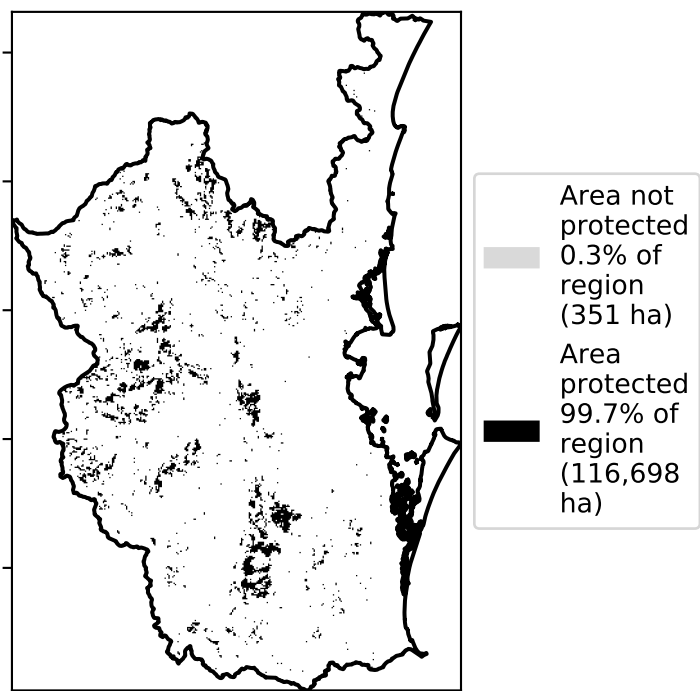 Area not
protected
0.3% of
region
(351 ha)
Area
protected
99.7% of
region
(116,698
ha)